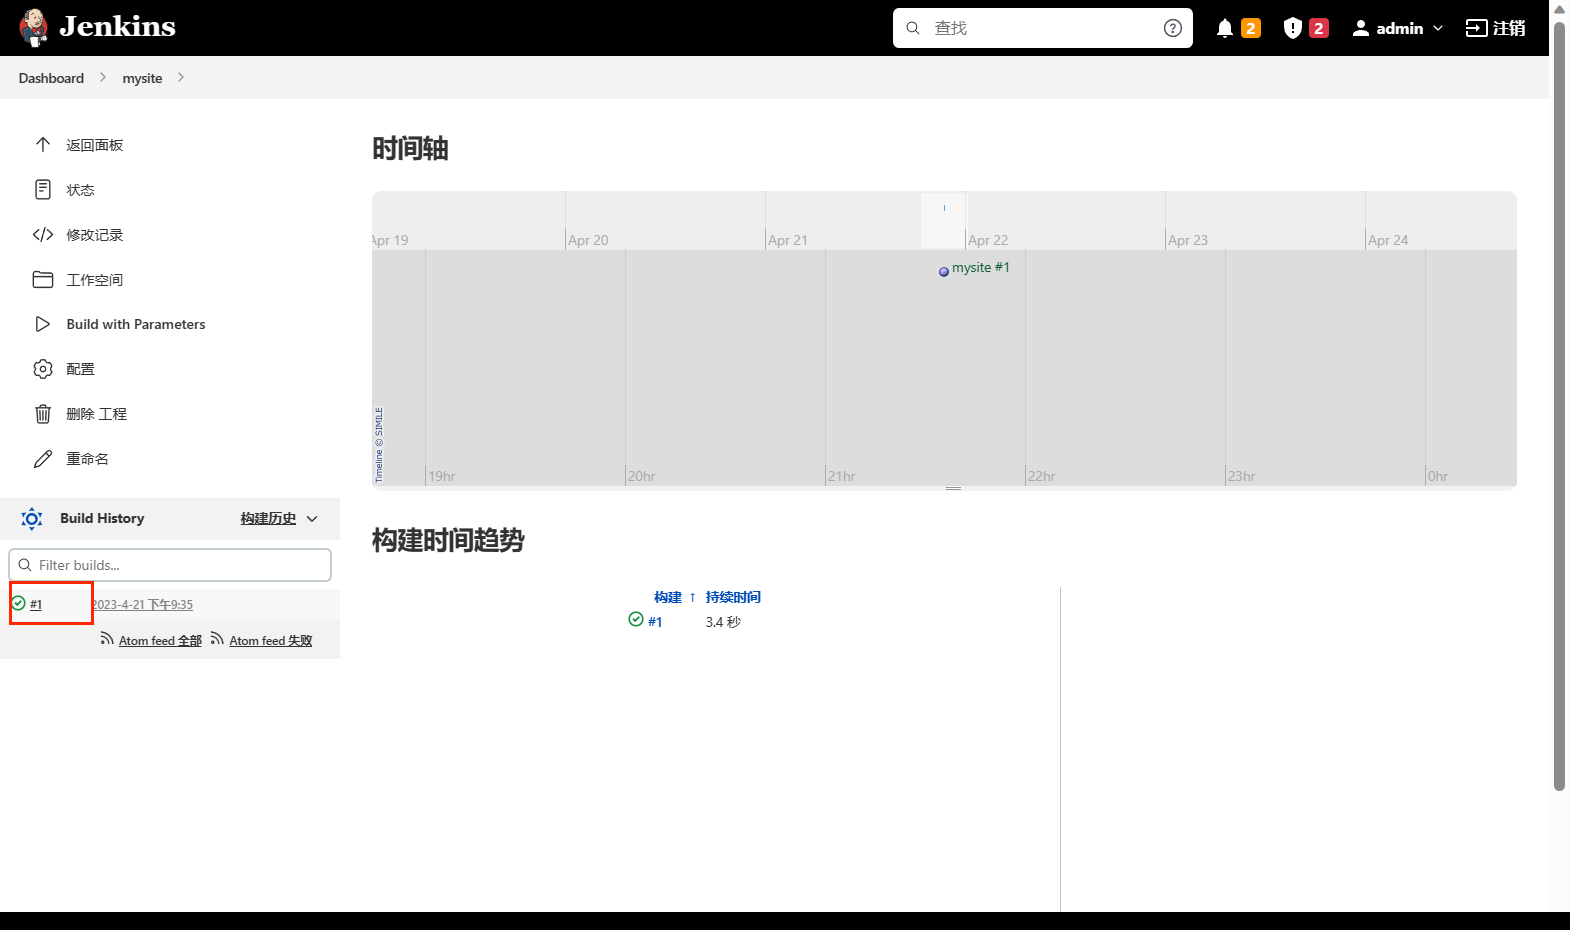 Jenkins
查找
2
2
admin
注销
Dashboard
mysite
返回面板
状态
修改记录
工作空间
Build with Parameters
配置
删除 工程
重命名
Build History
构建历史
Filter builds...
#1
2023-4-21 下午9:35
Atom feed 全部
Atom feed 失败
时间轴
Apr 19
Apr 20
Apr 21
Apr 22
Apr 23
Apr 24
mysite #1
Timeline © SIMILE
19hr
20hr
21hr
22hr
23hr
0hr
构建时间趋势
构建 ↑ 持续时间
#1 3.4 秒